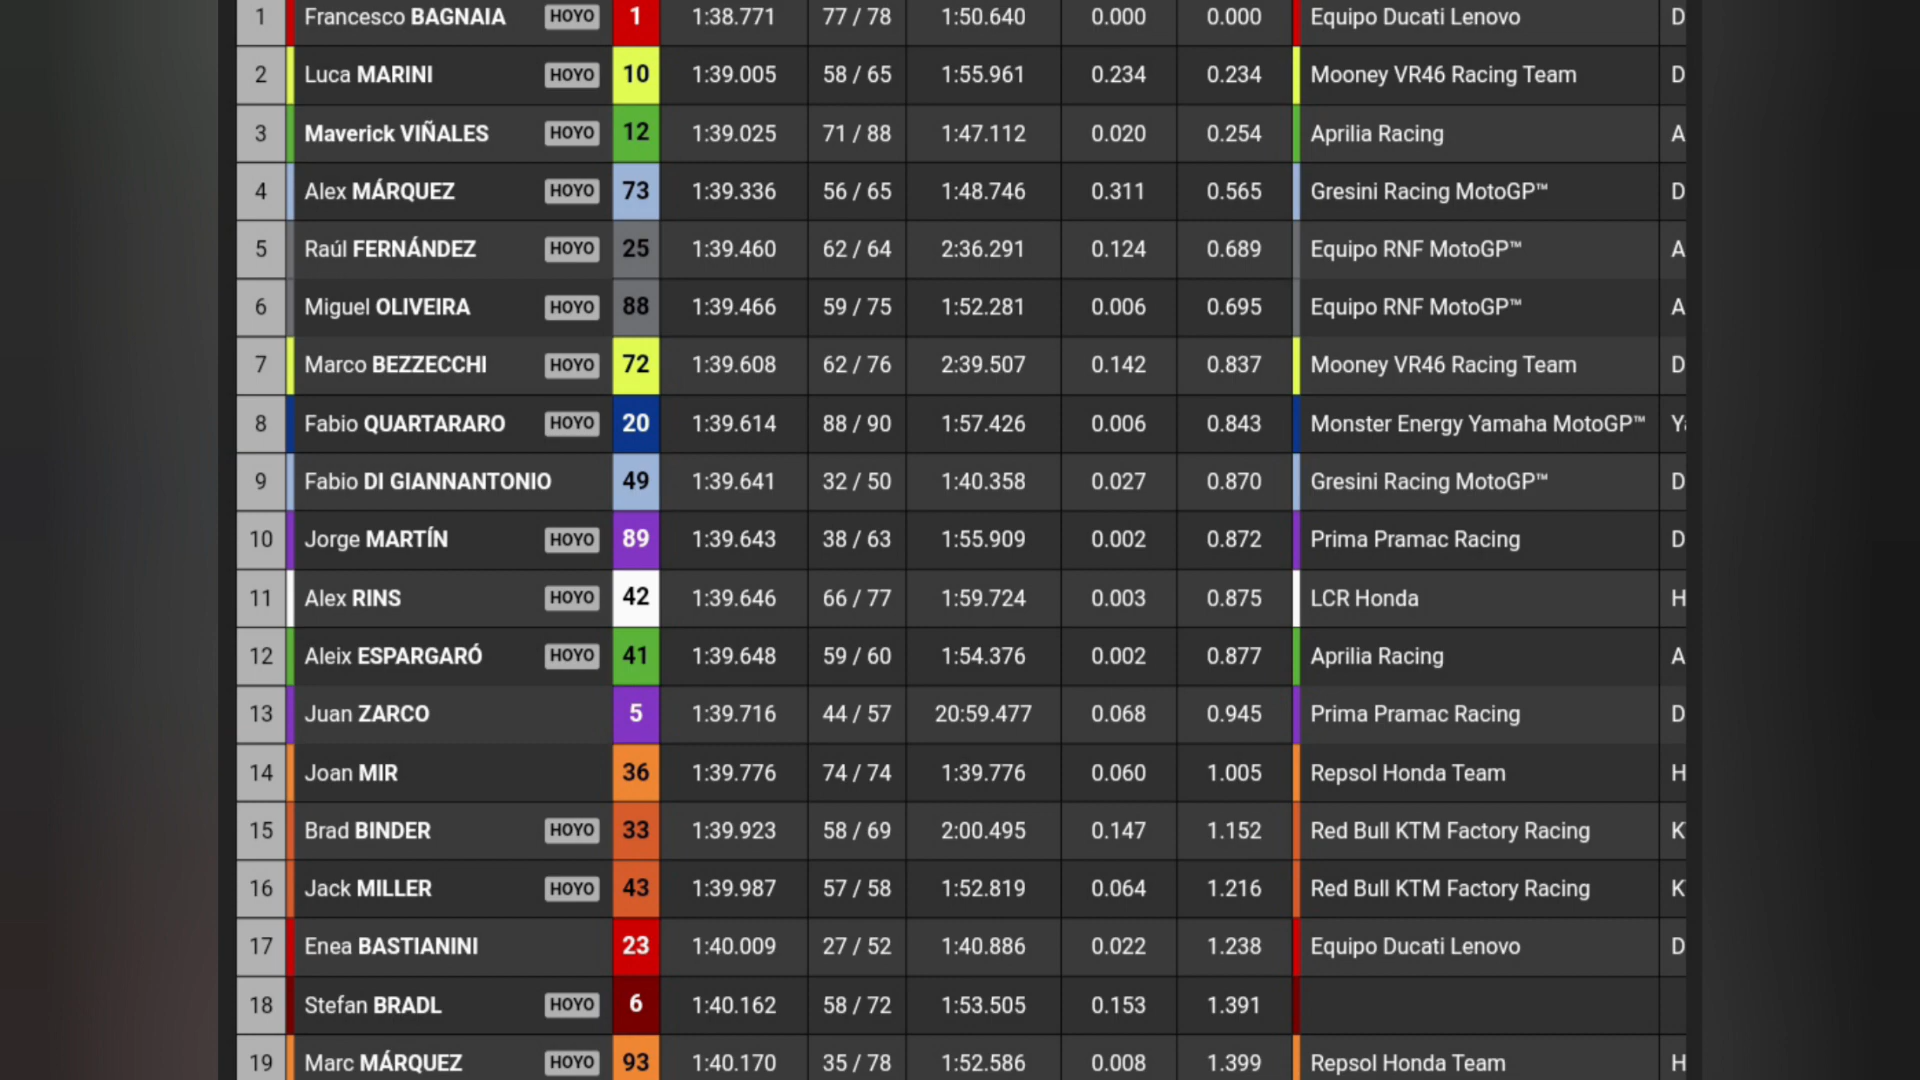 1 Francesco BAGNAIA HOYO 1 1:38.771 77 / 78 1:50.640 0.000 0.000 Equipo Ducati Lenovo D
2 Luca MARINI HOYO 10 1:39.005 58 / 65 1:55.961 0.234 0.234 Mooney VR46 Racing Team D
3 Maverick VIÑALES HOYO 12 1:39.025 71 / 88 1:47.112 0.020 0.254 Aprilia Racing A
4 Alex MÁRQUEZ HOYO 73 1:39.336 56 / 65 1:48.746 0.311 0.565 Gresini Racing MotoGP™ D
5 Raúl FERNÁNDEZ HOYO 25 1:39.460 62 / 64 2:36.291 0.124 0.689 Equipo RNF MotoGP™ A
6 Miguel OLIVEIRA HOYO 88 1:39.466 59 / 75 1:52.281 0.006 0.695 Equipo RNF MotoGP™ A
7 Marco BEZZECCHI HOYO 72 1:39.608 62 / 76 2:39.507 0.142 0.837 Mooney VR46 Racing Team D
8 Fabio QUARTARARO HOYO 20 1:39.614 88 / 90 1:57.426 0.006 0.843 Monster Energy Yamaha MotoGP™ Ya
9 Fabio DI GIANNANTONIO 49 1:39.641 32 / 50 1:40.358 0.027 0.870 Gresini Racing MotoGP™ D
10 Jorge MARTÍN HOYO 89 1:39.643 38 / 63 1:55.909 0.002 0.872 Prima Pramac Racing D
11 Alex RINS HOYO 42 1:39.646 66 / 77 1:59.724 0.003 0.875 LCR Honda H
12 Aleix ESPARGARÓ HOYO 41 1:39.648 59 / 60 1:54.376 0.002 0.877 Aprilia Racing A
13 Juan ZARCO 5 1:39.716 44 / 57 20:59.477 0.068 0.945 Prima Pramac Racing D
14 Joan MIR 36 1:39.776 74 / 74 1:39.776 0.060 1.005 Repsol Honda Team H
15 Brad BINDER HOYO 33 1:39.923 58 / 69 2:00.495 0.147 1.152 Red Bull KTM Factory Racing K
16 Jack MILLER HOYO 43 1:39.987 57 / 58 1:52.819 0.064 1.216 Red Bull KTM Factory Racing K
17 Enea BASTIANINI 23 1:40.009 27 / 52 1:40.886 0.022 1.238 Equipo Ducati Lenovo D
18 Stefan BRADL HOYO 6 1:40.162 58 / 72 1:53.505 0.153 1.391
19 Marc MÁRQUEZ HOYO 93 1:40.170 35 / 78 1:52.586 0.008 1.399 Repsol Honda Team H